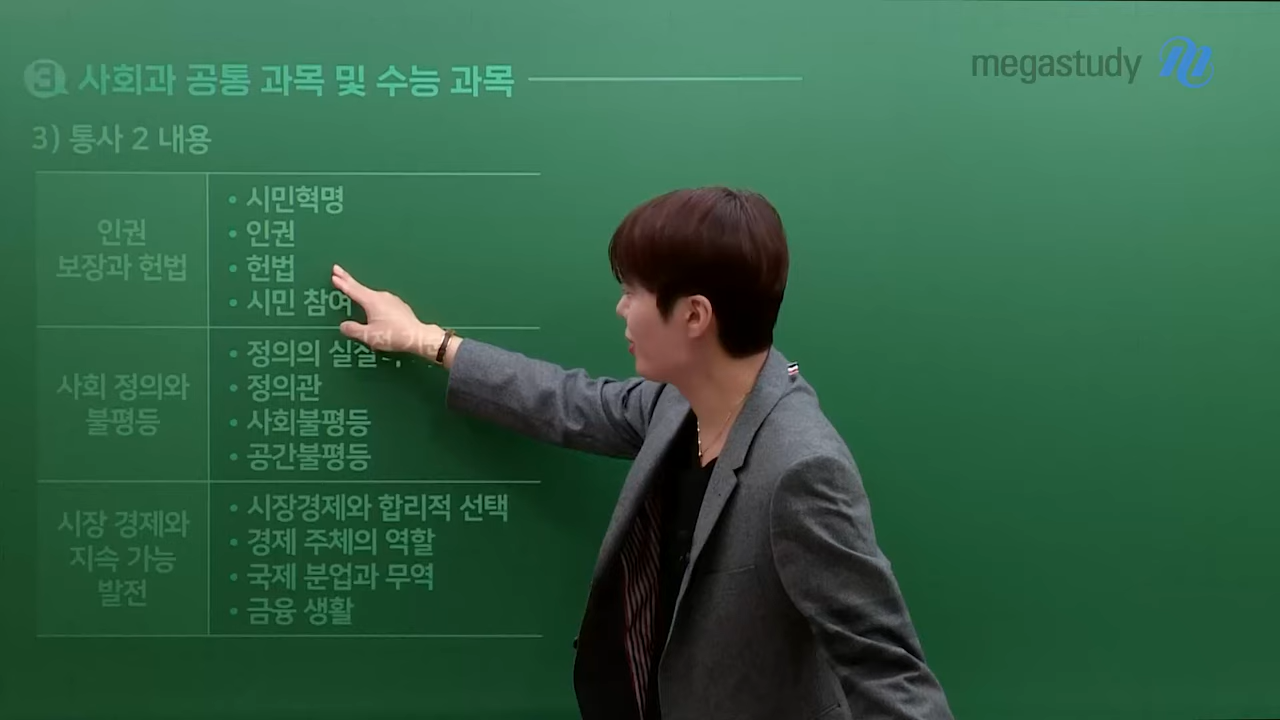 3 사회과 공통 과목 및 수능 과목
megastudy
3) 통사 2 내용
인권
보장과 헌법
• 시민혁명
• 인권
• 헌법
• 시민 참여
사회 정의와
불평등
• 정의의 실질적
• 정의관
• 사회불평등
• 공간불평등
시장 경제와
지속 가능
발전
• 시장경제와 합리적 선택
• 경제 주체의 역할
• 국제 분업과 무역
• 금융 생활